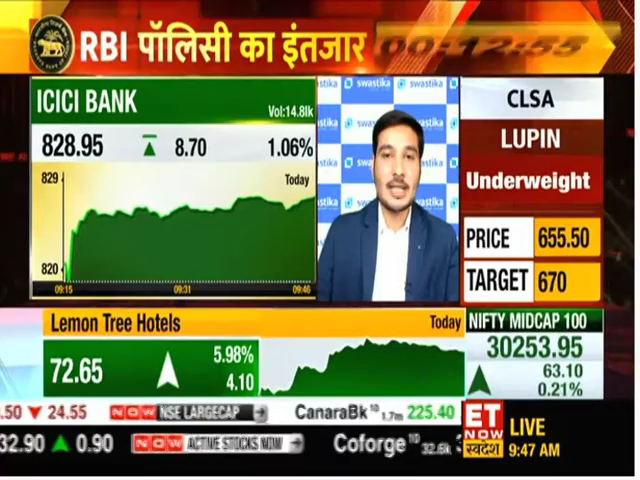 RBI पॉलिसी का इंतजार
ICICI BANK
Vol:14.8lk
828.95 8.70 1.06%
829
Today
820
09:15 09:31 09:46
swastika
CLSA
LUPIN
Underweight
PRICE 655.50
TARGET 670
Lemon Tree Hotels
Today
72.65
5.98%
4.10
NIFTY MIDCAP 100
30253.95
63.10
0.21%
.50 24.55 NOW NSE LARGECAP CanaraBk 1.7m 225.40
32.90 0.90 NOW ACTIVE STOCKS NOW Coforge
ET
NOW
स्वदेश
LIVE
9:47 AM